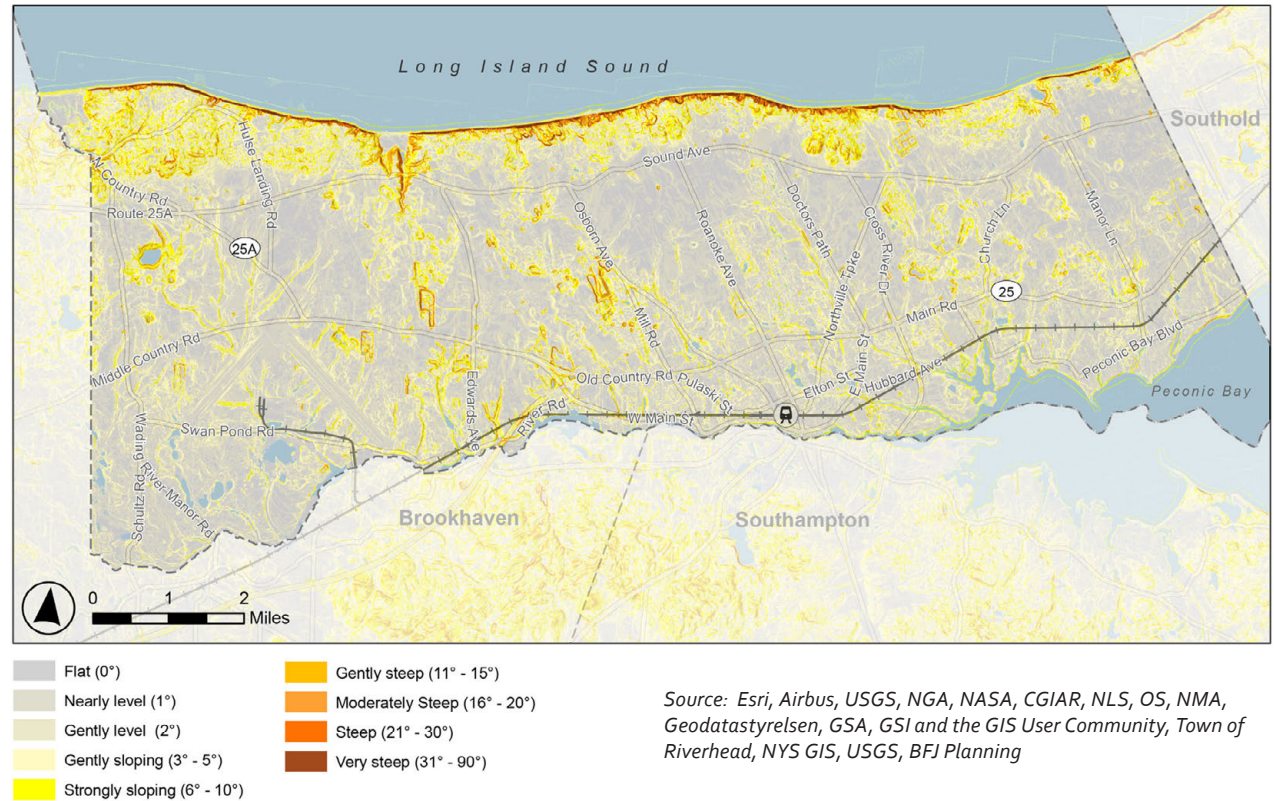 Long Island Sound
Southold
Sound Ave
Hulse Landing Rd
N Country Rd
Route 25A
25A
Osborn Ave
Roanoke Ave
Doctors Path
Cross River Dr
Church Ln
Manor Ln
Northville Tpke
25
Main Rd
Mill Rd
Middle Country Rd
Peconic Bay Blvd
Peconic Bay
Old Country Rd
Pulaski St
Elton St
E Main St
Hubbard Ave
Edwards Ave
River Rd
W Main St
Swan Pond Rd
Wading River Manor Rd
Schultz Rd
Brookhaven
Southampton
0 1 2
Miles
Flat (0°)
Nearly level (1°)
Gently level (2°)
Gently sloping (3° - 5°)
Strongly sloping (6° - 10°)
Gently steep (11° - 15°)
Moderately Steep (16° - 20°)
Steep (21° - 30°)
Very steep (31° - 90°)
Source: Esri, Airbus, USGS, NGA, NASA, CGIAR, NLS, OS, NMA,
Geodatastyrelsen, GSA, GSI and the GIS User Community, Town of
Riverhead, NYS GIS, USGS, BFJ Planning